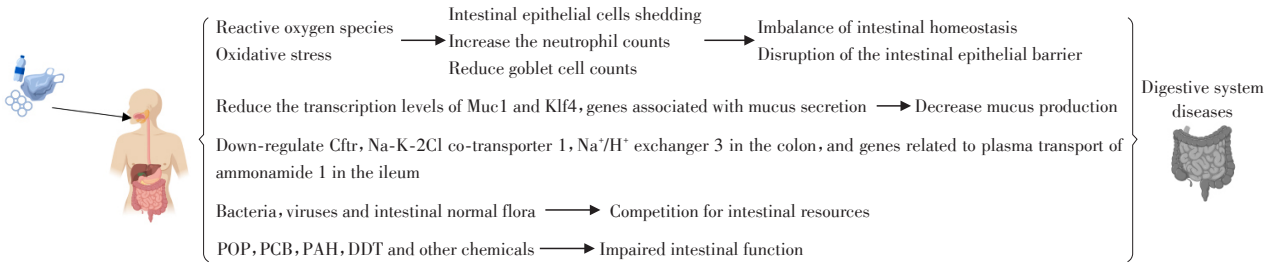 Reactive oxygen species
Oxidative stress
Intestinal epithelial cells shedding
Increase the neutrophil counts
Reduce goblet cell counts
Imbalance of intestinal homeostasis
Disruption of the intestinal epithelial barrier
Reduce the transcription levels of Muc1 and Klf4, genes associated with mucus secretion
Decrease mucus production
Down-regulate Cftr, Na-K-2Cl co-transporter 1, Na⁺/H⁺ exchanger 3 in the colon, and genes related to plasma transport of
ammonamide 1 in the ileum
Bacteria, viruses and intestinal normal flora
Competition for intestinal resources
POP, PCB, PAH, DDT and other chemicals
Impaired intestinal function
Digestive system
diseases